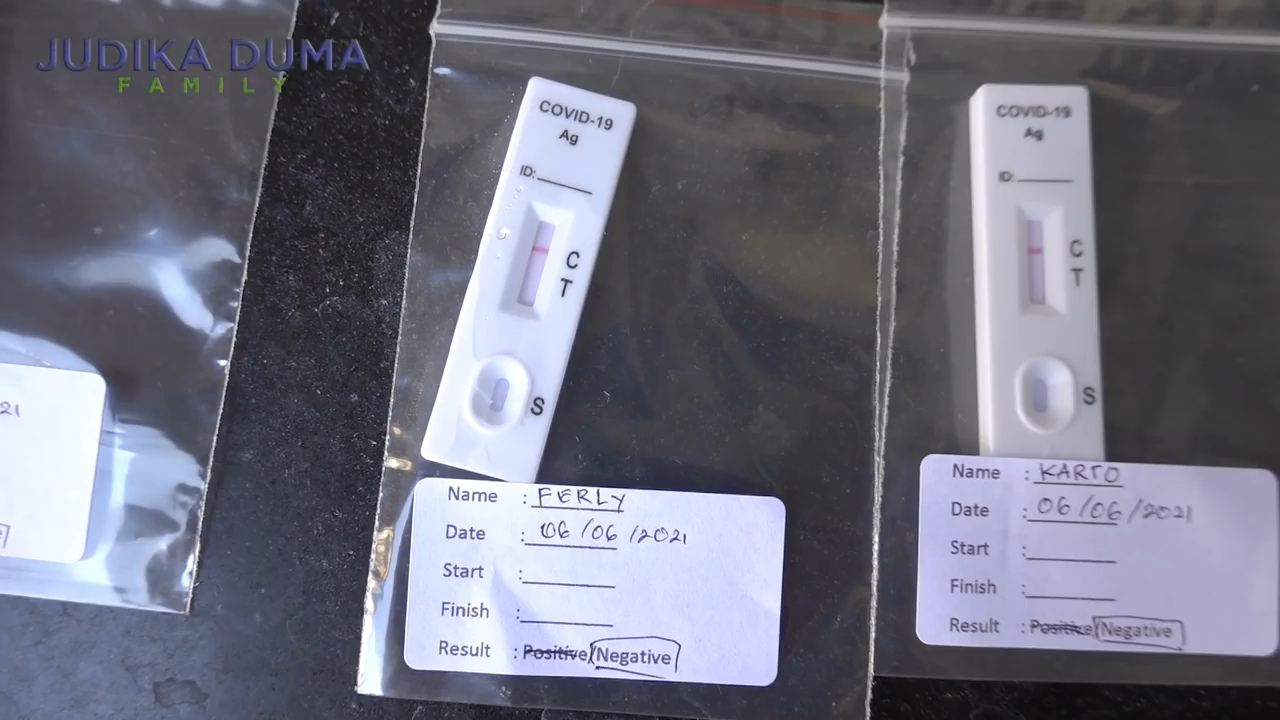 JUDIKA DUMA
FAMILY
COVID-19
Ag
ID:
C
T
S
Name : FERLY
Date : 06/06/2021
Start :
Finish :
Result : Positive/Negative
COVID-19
Ag
ID:
C
T
S
Name : KARTO
Date : 06/06/2021
Start :
Finish :
Result : Positive/Negative
21